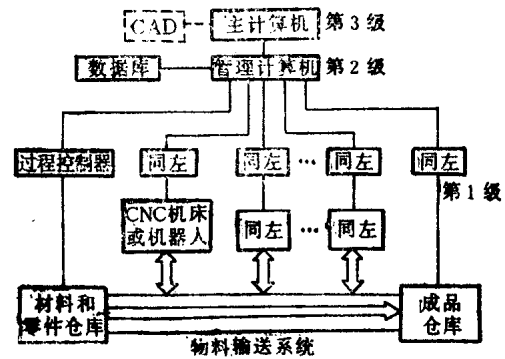 CAD
主计算机
第3级
数据库
管理计算机
第2级
过程控制器
同左
同左
…
同左
同左
第1级
CNC机床
或机器人
同左
…
同左
材料和
零件仓库
成品
仓库
物料输送系统